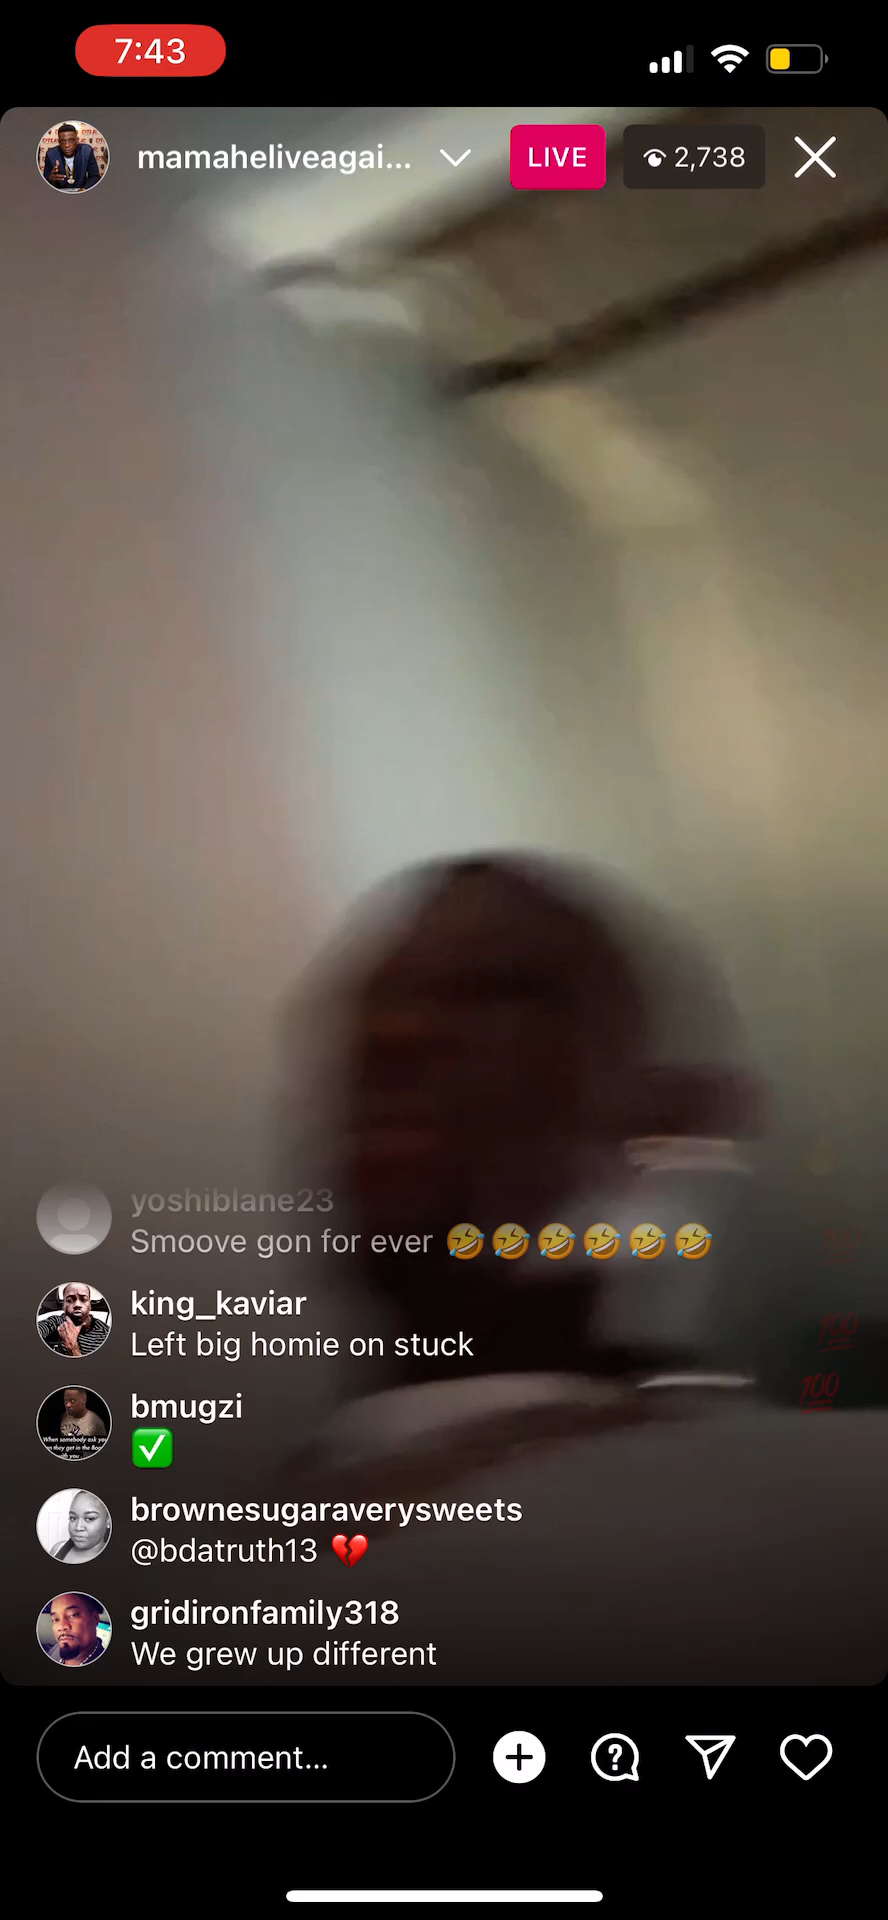 7:43
mamaheliveagai...
LIVE
2,738
yoshiblane23
Smoove gon for ever 🤣🤣🤣🤣🤣🤣
king_kaviar
Left big homie on stuck
bmugzi
✅
brownesugaraverysweets
@bdatruth13 💔
gridironfamily318
We grew up different
Add a comment...